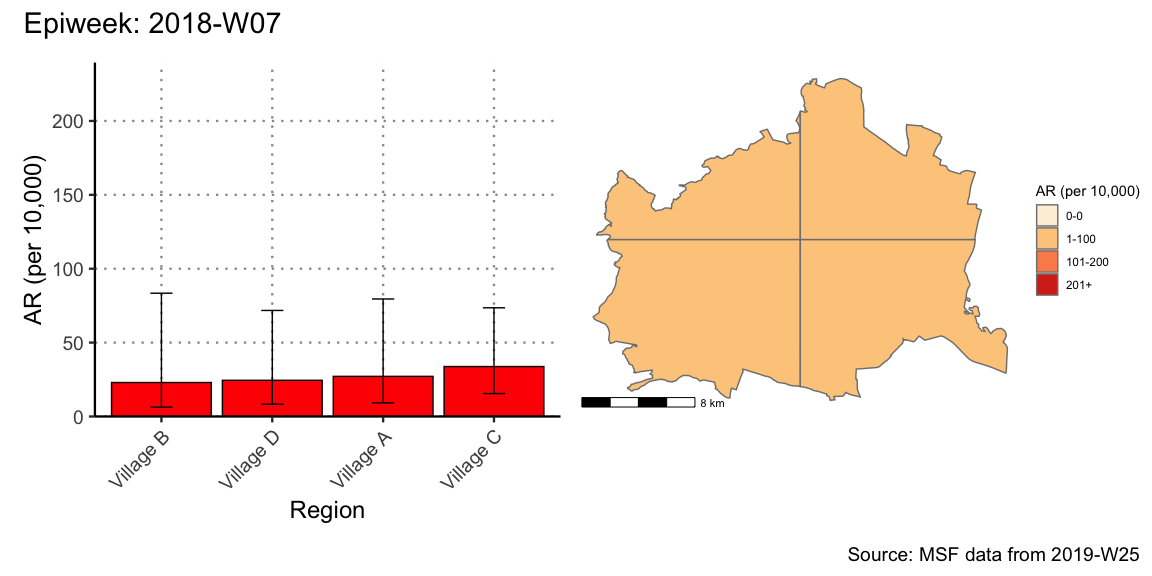 Epiweek: 2018-W07
AR (per 10,000)
200
150
100
50
0
Village B
Village D
Village A
Village C
Region
8 km
AR (per 10,000)
0-0
1-100
101-200
201+
Source: MSF data from 2019-W25